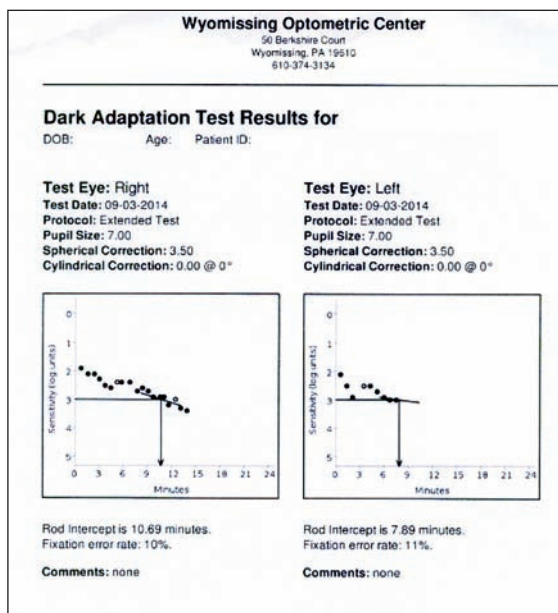 Wyomissing Optometric Center
50 Berkshire Court
Wyomissing, PA 19610
610-374-3134
Dark Adaptation Test Results for
DOB: Age: Patient ID:
Test Eye: Right
Test Date: 09-03-2014
Protocol: Extended Test
Pupil Size: 7.00
Spherical Correction: 3.50
Cylindrical Correction: 0.00 @ 0°
Sensitivity (log units)
0
1
2
3
4
5
0 3 6 9 12 15 18 21 24
Minutes
Rod Intercept is 10.69 minutes.
Fixation error rate: 10%.
Comments: none
Test Eye: Left
Test Date: 09-03-2014
Protocol: Extended Test
Pupil Size: 7.00
Spherical Correction: 3.50
Cylindrical Correction: 0.00 @ 0°
Sensitivity (log units)
0
1
2
3
4
5
0 3 6 9 12 15 18 21 24
Minutes
Rod Intercept is 7.89 minutes.
Fixation error rate: 11%.
Comments: none